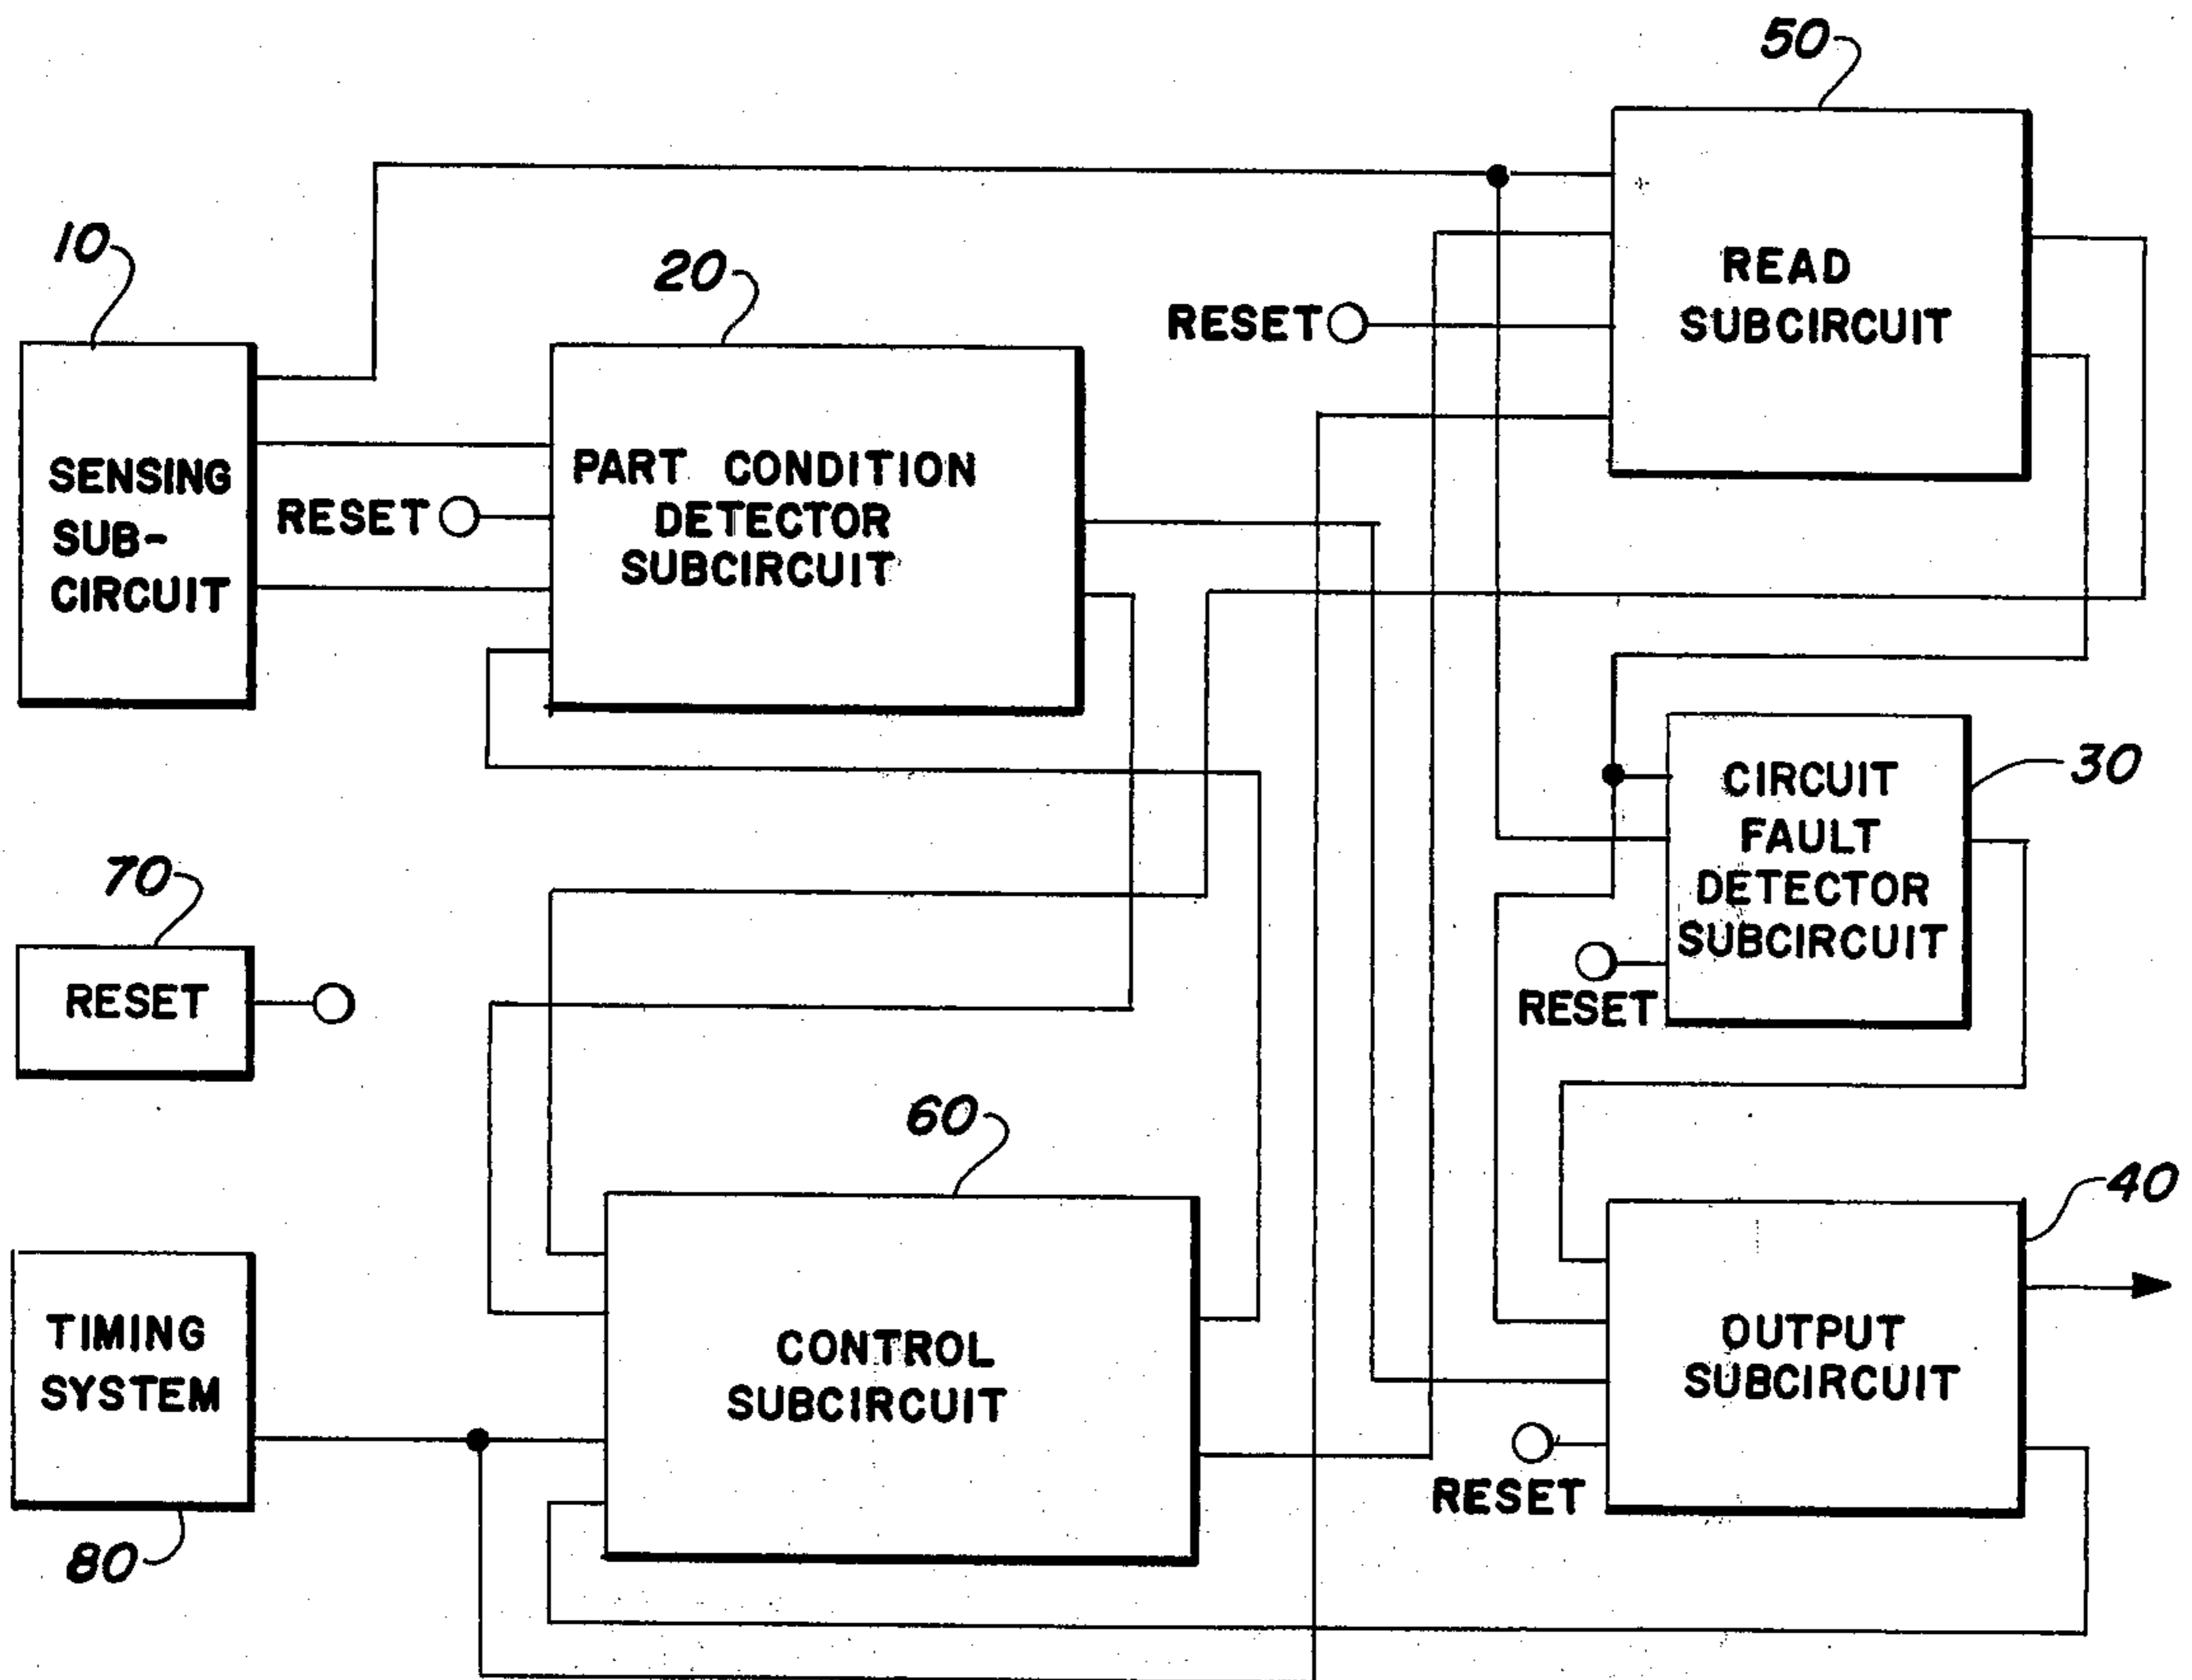 50
10
20
READ
SUBCIRCUIT
RESET
SENSING
SUB-
CIRCUIT
PART CONDITION
DETECTOR
SUBCIRCUIT
RESET
30
CIRCUIT
FAULT
DETECTOR
SUBCIRCUIT
RESET
70
RESET
60
40
TIMING
SYSTEM
CONTROL
SUBCIRCUIT
OUTPUT
SUBCIRCUIT
RESET
80